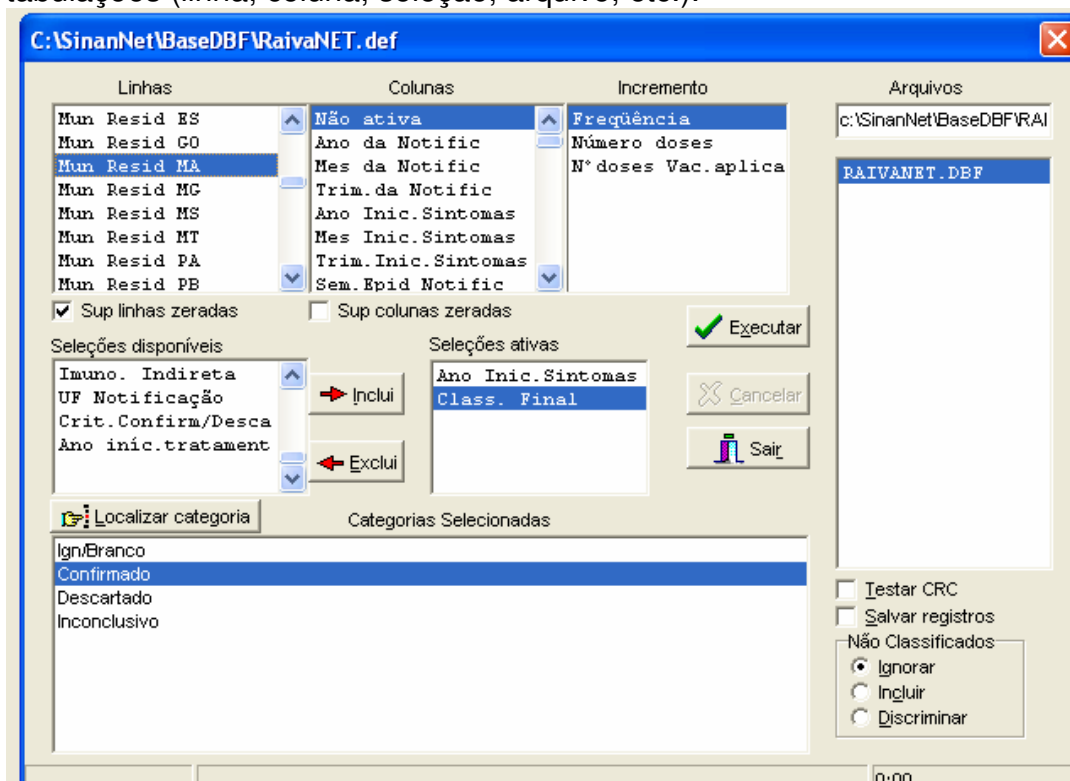 tabulações (linha, coluna, seleção, arquivo, etc.).
C:\SinanNet\BaseDBF\RaivaNET.def
Linhas
Mun Resid ES
Mun Resid GO
Mun Resid MA
Mun Resid MG
Mun Resid MS
Mun Resid MT
Mun Resid PA
Mun Resid PB
Sup linhas zeradas
Colunas
Não ativa
Ano da Notific
Mes da Notific
Trim.da Notific
Ano Inic.Sintomas
Mes Inic.Sintomas
Trim.Inic.Sintomas
Sem.Epid Notific
Sup colunas zeradas
Incremento
Freqüência
Número doses
N°doses Vac.aplica
Arquivos
c:\SinanNet\BaseDBF\RAI
RAIVANET.DBF
Executar
Cancelar
Sair
Seleções disponíveis
Imuno. Indireta
UF Notificação
Crit.Confirm/Desca
Ano iníc.tratament
Inclui
Exclui
Seleções ativas
Ano Inic.Sintomas
Class. Final
Localizar categoria
Categorias Selecionadas
Ign/Branco
Confirmado
Descartado
Inconclusivo
Testar CRC
Salvar registros
Não Classificados
Ignorar
Incluir
Discriminar
0:00